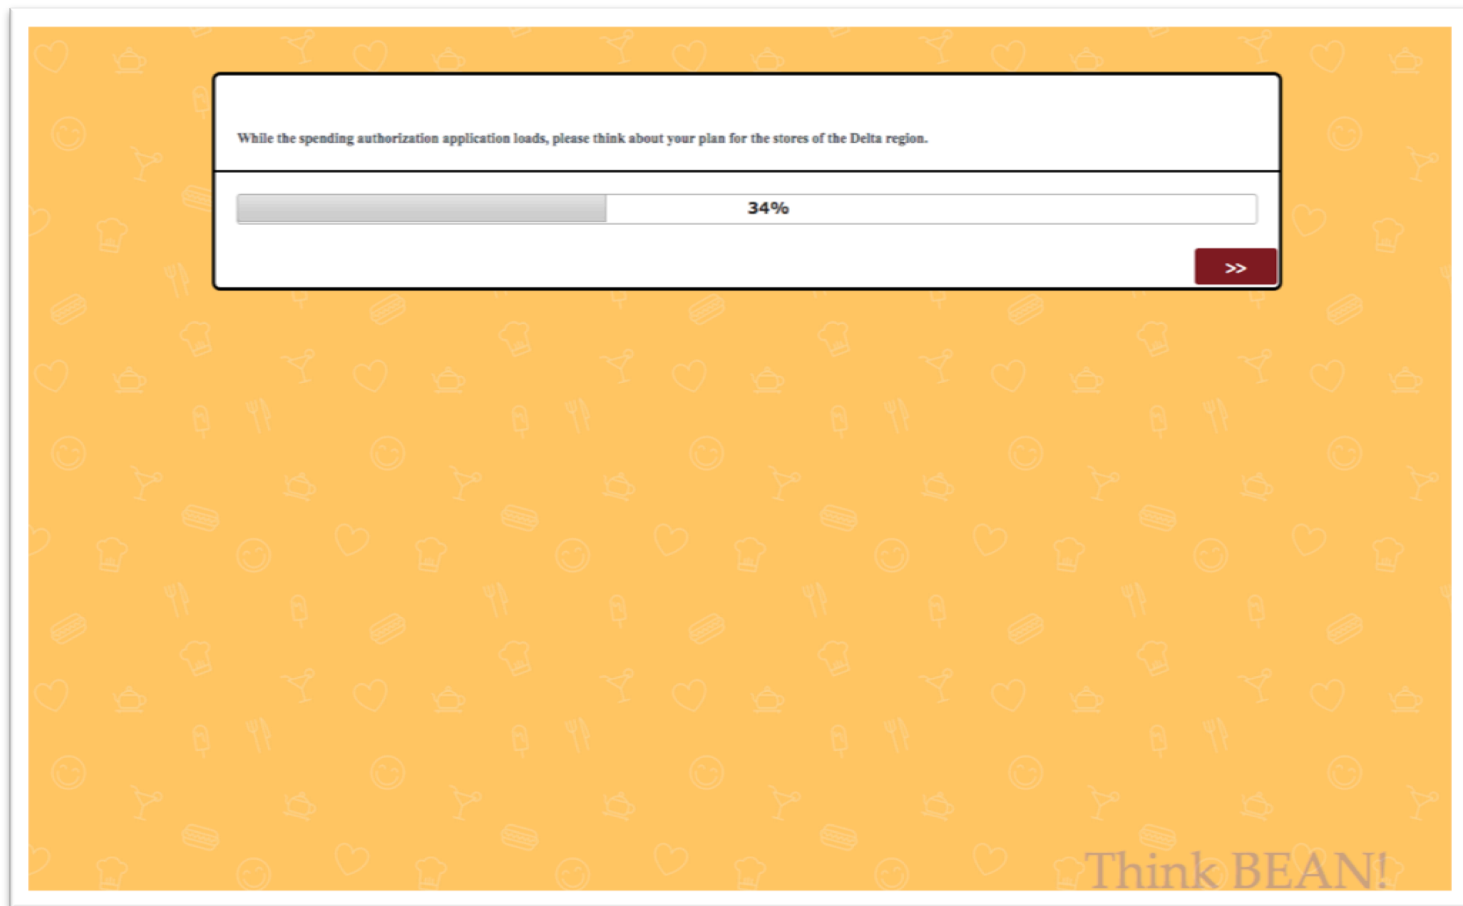 While the spending authorization application loads, please think about your plan for the stores of the Delta region.
34%
>>
Think BEAN!